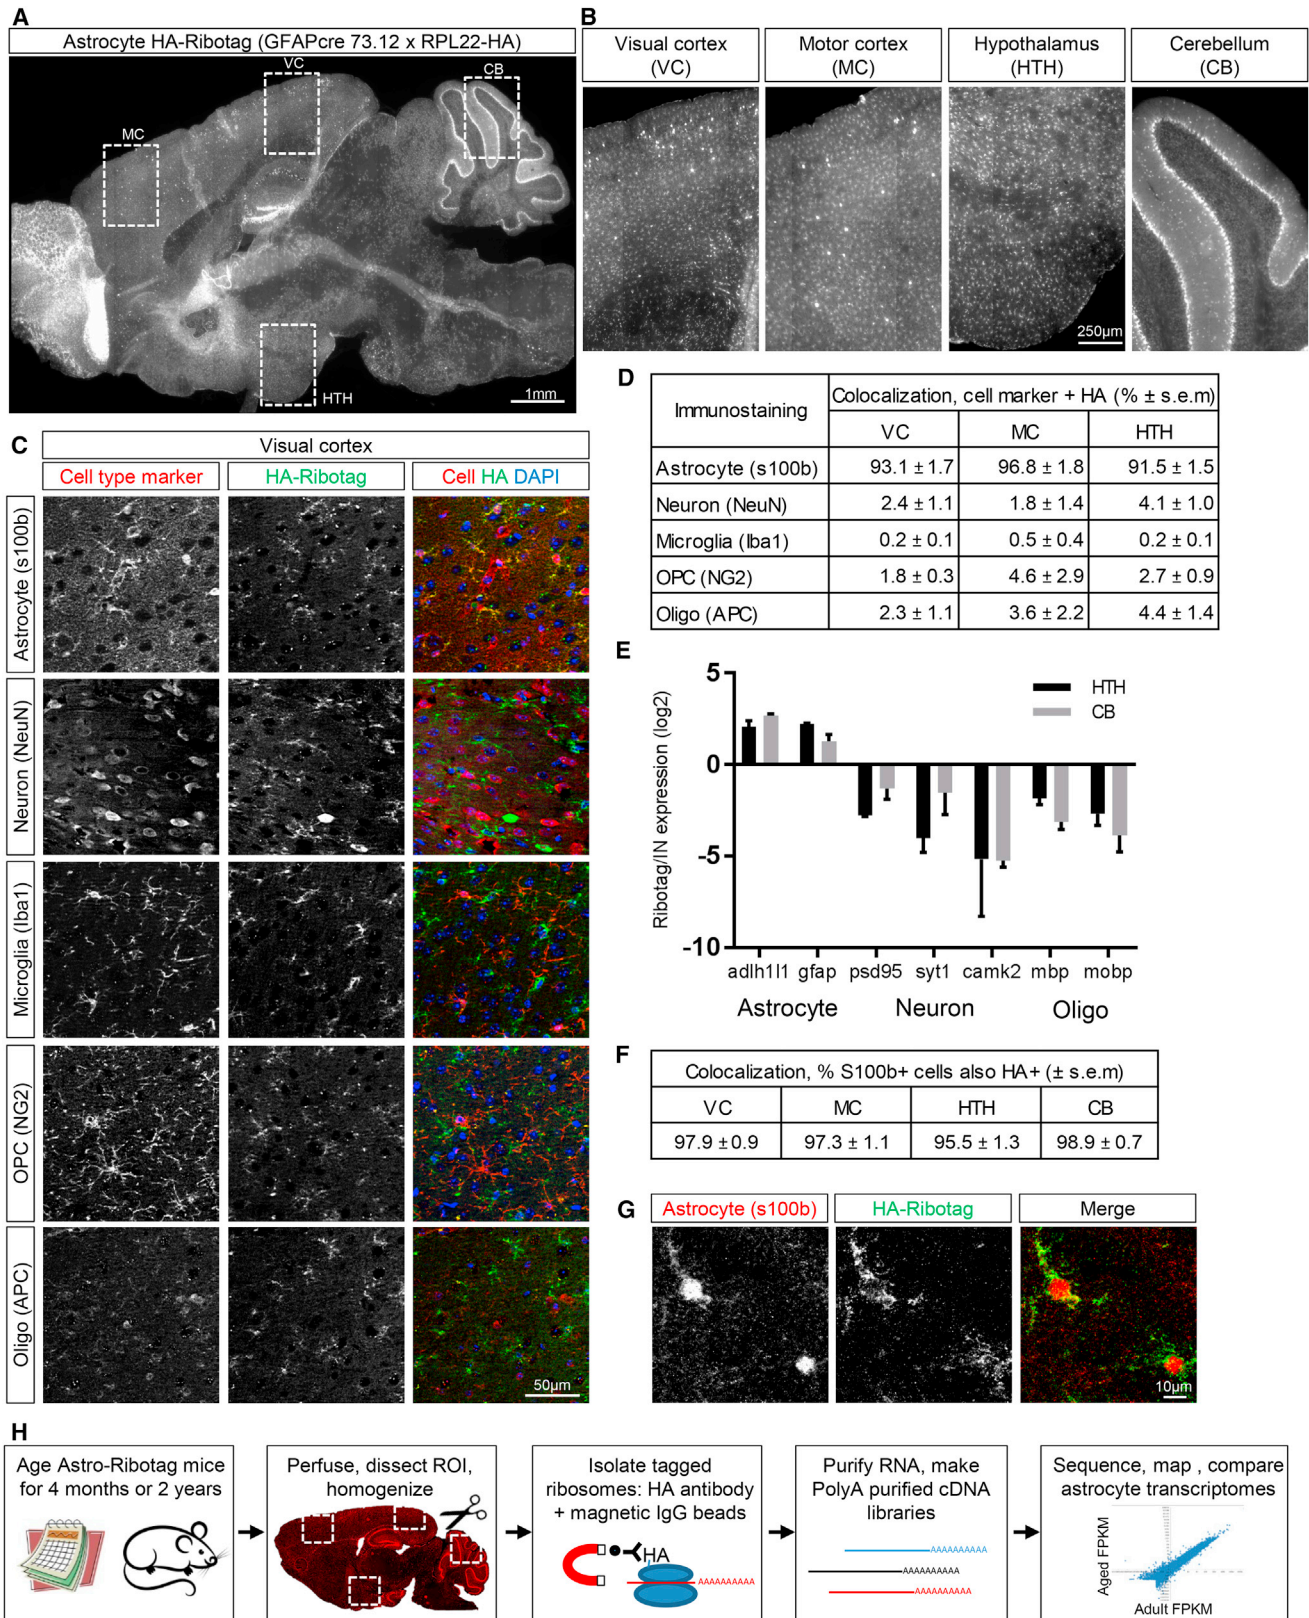 A
Astrocyte HA-Ribotag (GFAPcre 73.12 x RPL22-HA)
VC
CB
MC
HTH
1mm
B
Visual cortex
(VC)
Motor cortex
(MC)
Hypothalamus
(HTH)
Cerebellum
(CB)
250µm
C
Visual cortex
Cell type marker
HA-Ribotag
Cell HA DAPI
Astrocyte (s100b)
Neuron (NeuN)
Microglia (Iba1)
OPC (NG2)
Oligo (APC)
50µm
D
Immunostaining
Colocalization, cell marker + HA (% ± s.e.m)
VC MC HTH
Astrocyte (s100b) 93.1 ± 1.7 96.8 ± 1.8 91.5 ± 1.5
Neuron (NeuN) 2.4 ± 1.1 1.8 ± 1.4 4.1 ± 1.0
Microglia (Iba1) 0.2 ± 0.1 0.5 ± 0.4 0.2 ± 0.1
OPC (NG2) 1.8 ± 0.3 4.6 ± 2.9 2.7 ± 0.9
Oligo (APC) 2.3 ± 1.1 3.6 ± 2.2 4.4 ± 1.4
E
Ribotag/IN expression (log2)
5
0
-5
-10
HTH
CB
adlh1l1 gfap psd95 syt1 camk2 mbp mobp
Astrocyte Neuron Oligo
F
Colocalization, % S100b+ cells also HA+ (± s.e.m)
VC MC HTH CB
97.9 ± 0.9 97.3 ± 1.1 95.5 ± 1.3 98.9 ± 0.7
G
Astrocyte (s100b)
HA-Ribotag
Merge
10µm
H
Age Astro-Ribotag mice
for 4 months or 2 years
Perfuse, dissect ROI,
homogenize
Isolate tagged
ribosomes: HA antibody
+ magnetic IgG beads
HA
AAAAAAAAAA
Purify RNA, make
PolyA purified cDNA
libraries
AAAAAAAAAA
AAAAAAAAAA
AAAAAAAAAA
Sequence, map , compare
astrocyte transcriptomes
Aged FPKM
Adult FPKM